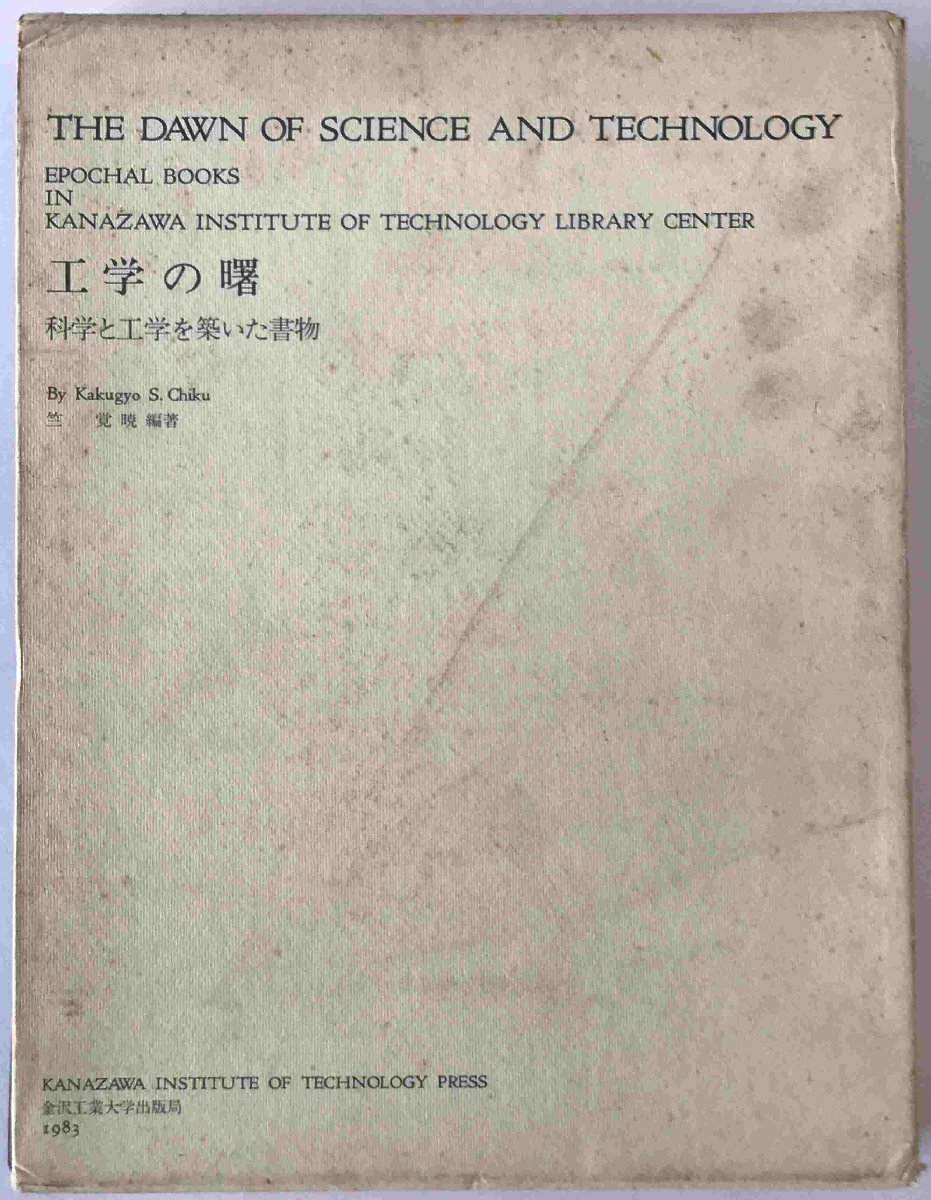 THE DAWN OF SCIENCE AND TECHNOLOGY
EPOCHAL BOOKS
IN
KANAZAWA INSTITUTE OF TECHNOLOGY LIBRARY CENTER
工学の曙
科学と工学を築いた書物
By Kakugyo S. Chiku
竺 覚暁 編著
KANAZAWA INSTITUTE OF TECHNOLOGY PRESS
金沢工業大学出版局
1983